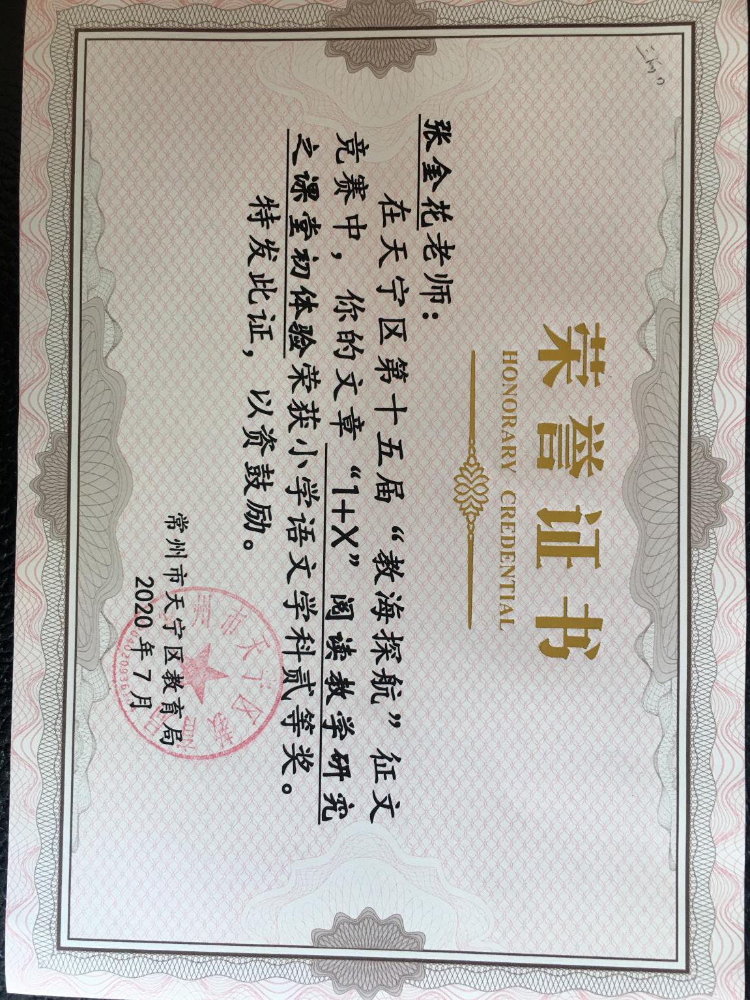 荣誉证书
HONORARY CREDENTIAL
张金花老师：
在天宁区第十五届“教海探航”征文
竞赛中，你的文章“1+X”阅读教学研究
之课堂初体验荣获小学语文学科贰等奖。
特发此证，以资鼓励。
常州市天宁区教育局
2020年7月